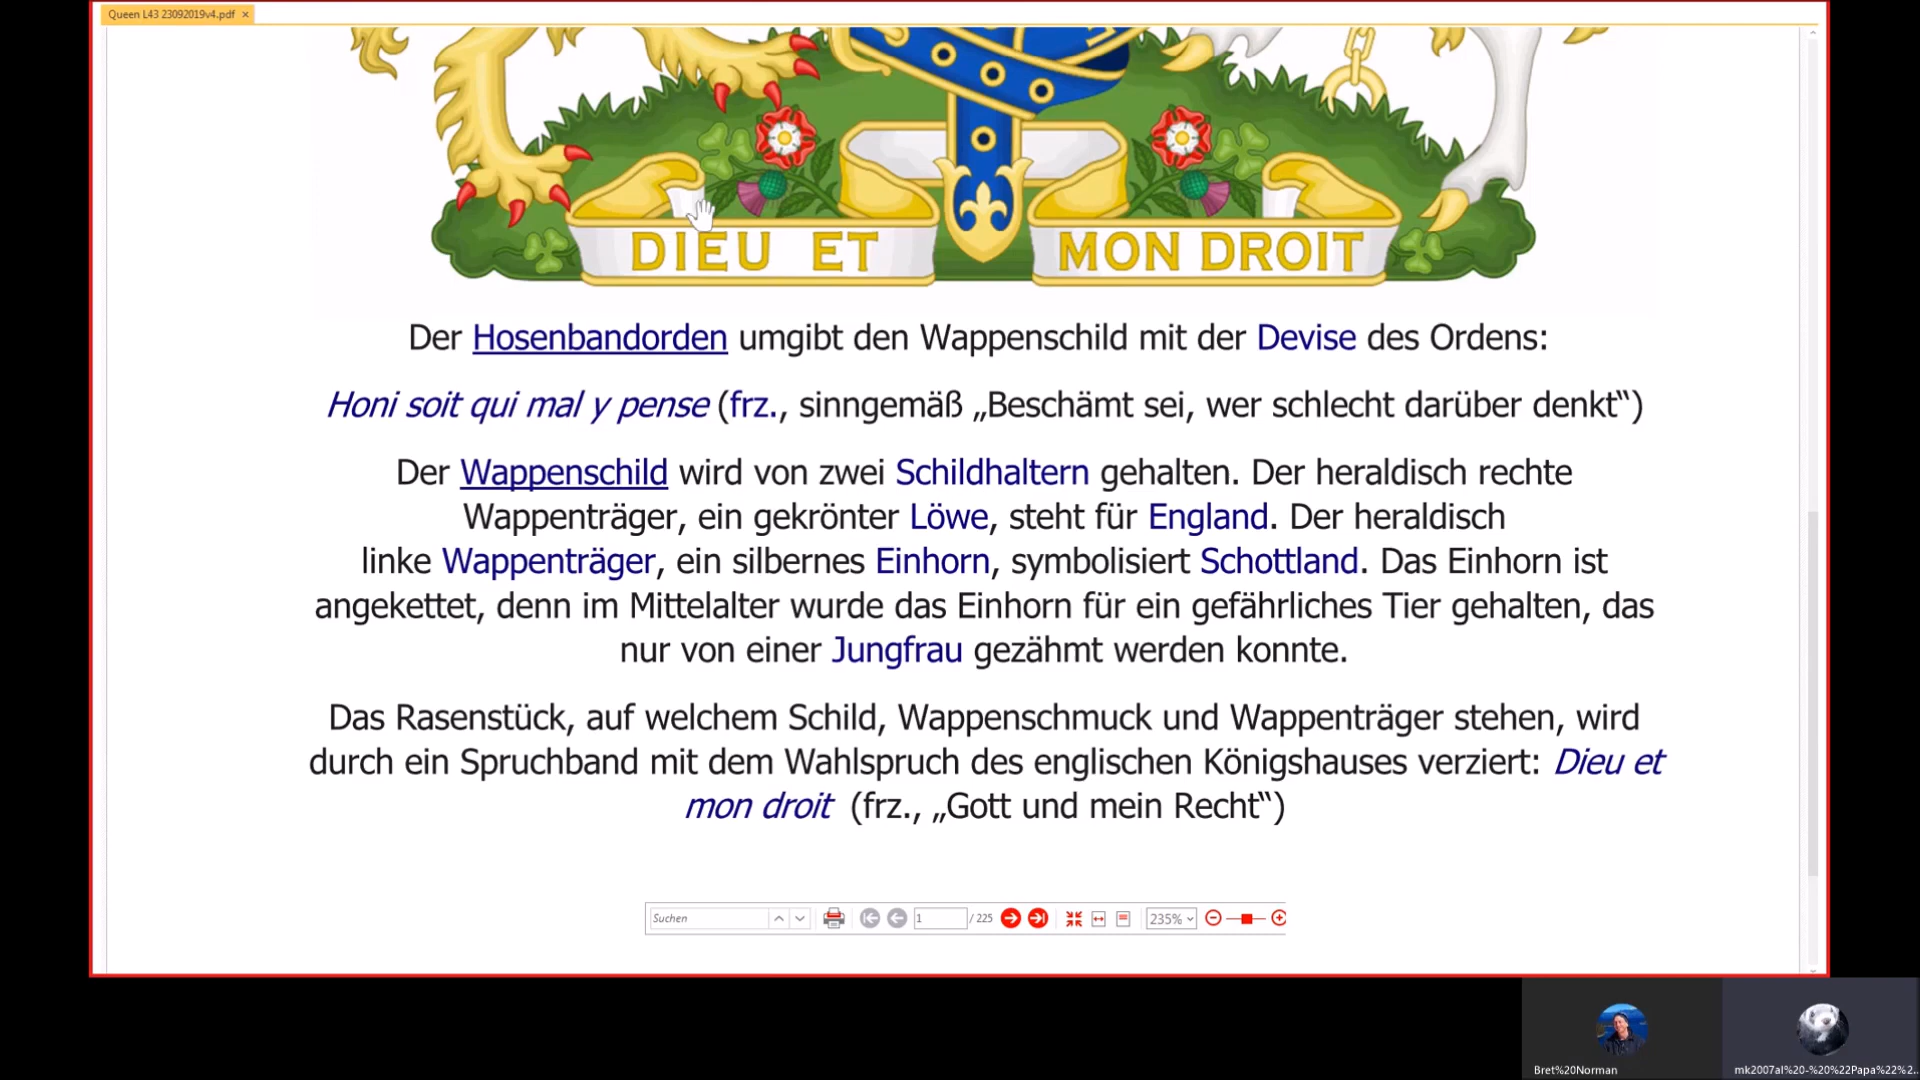 Queen L43 23092019v4.pdf ×
DIEU ET MON DROIT
Der Hosenbandorden umgibt den Wappenschild mit der Devise des Ordens:
Honi soit qui mal y pense (frz., sinngemäß „Beschämt sei, wer schlecht darüber denkt“)
Der Wappenschild wird von zwei Schildhaltern gehalten. Der heraldisch rechte
Wappenträger, ein gekrönter Löwe, steht für England. Der heraldisch
linke Wappenträger, ein silbernes Einhorn, symbolisiert Schottland. Das Einhorn ist
angekettet, denn im Mittelalter wurde das Einhorn für ein gefährliches Tier gehalten, das
nur von einer Jungfrau gezähmt werden konnte.
Das Rasenstück, auf welchem Schild, Wappenschmuck und Wappenträger stehen, wird
durch ein Spruchband mit dem Wahlspruch des englischen Königshauses verziert: Dieu et
mon droit (frz., „Gott und mein Recht“)
Suchen 1 / 225 235%
Bret%20Norman
mk2007al%20-%20%22Papa%22%2...